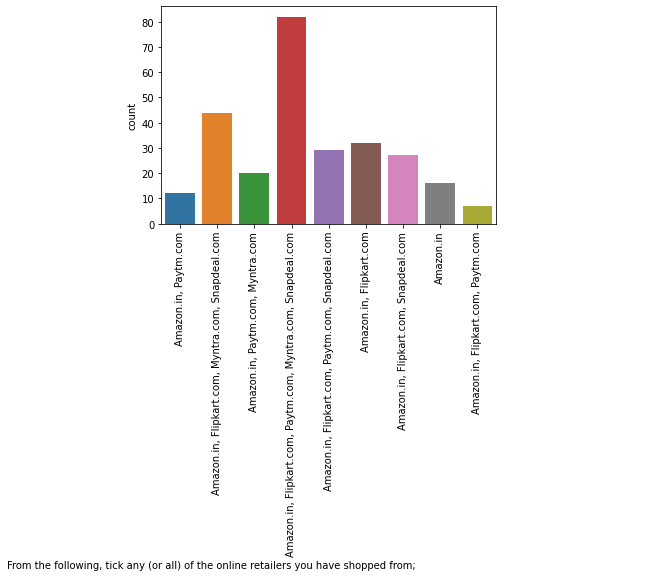 80
70
60
50
40
30
20
10
0
count
Amazon.in, Paytm.com
Amazon.in, Flipkart.com, Myntra.com, Snapdeal.com
Amazon.in, Paytm.com, Myntra.com
Amazon.in, Flipkart.com, Paytm.com, Myntra.com, Snapdeal.com
Amazon.in, Flipkart.com, Paytm.com, Snapdeal.com
Amazon.in, Flipkart.com
Amazon.in, Flipkart.com, Snapdeal.com
Amazon.in
Amazon.in, Flipkart.com, Paytm.com
From the following, tick any (or all) of the online retailers you have shopped from;